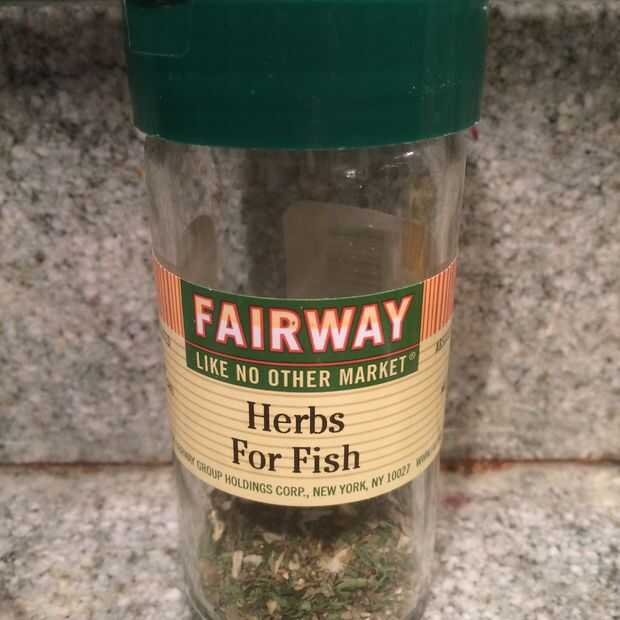 FAIRWAY
LIKE NO OTHER MARKET®
Herbs
For Fish
GROUP HOLDINGS CORP., NEW YORK, NY 10027